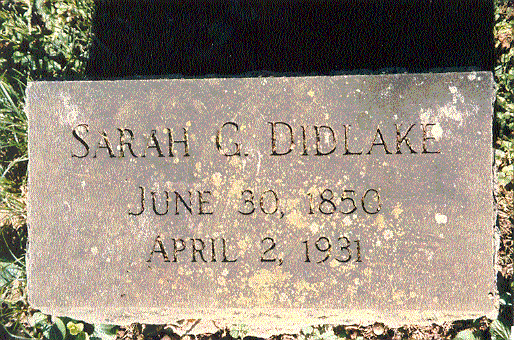 SARAH G. DIDLAKE
JUNE 30, 1850
APRIL 2, 1931